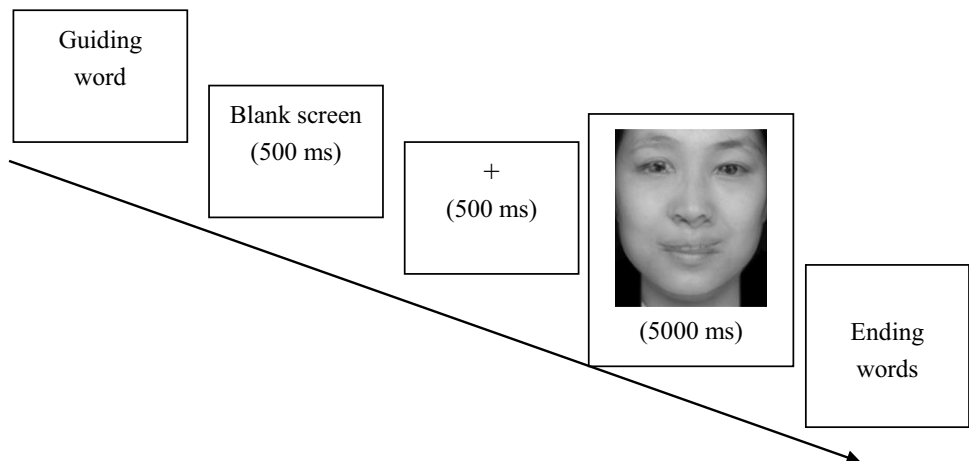 Guiding
word
Blank screen
(500 ms)
+
(500 ms)
(5000 ms)
Ending
words